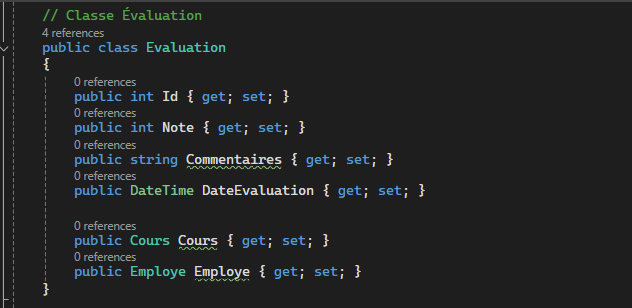 // Classe Évaluation
4 references
public class Evaluation
{
0 references
public int Id { get; set; }
0 references
public int Note { get; set; }
0 references
public string Commentaires { get; set; }
0 references
public DateTime DateEvaluation { get; set; }
0 references
public Cours Cours { get; set; }
0 references
public Employe Employe { get; set; }
}